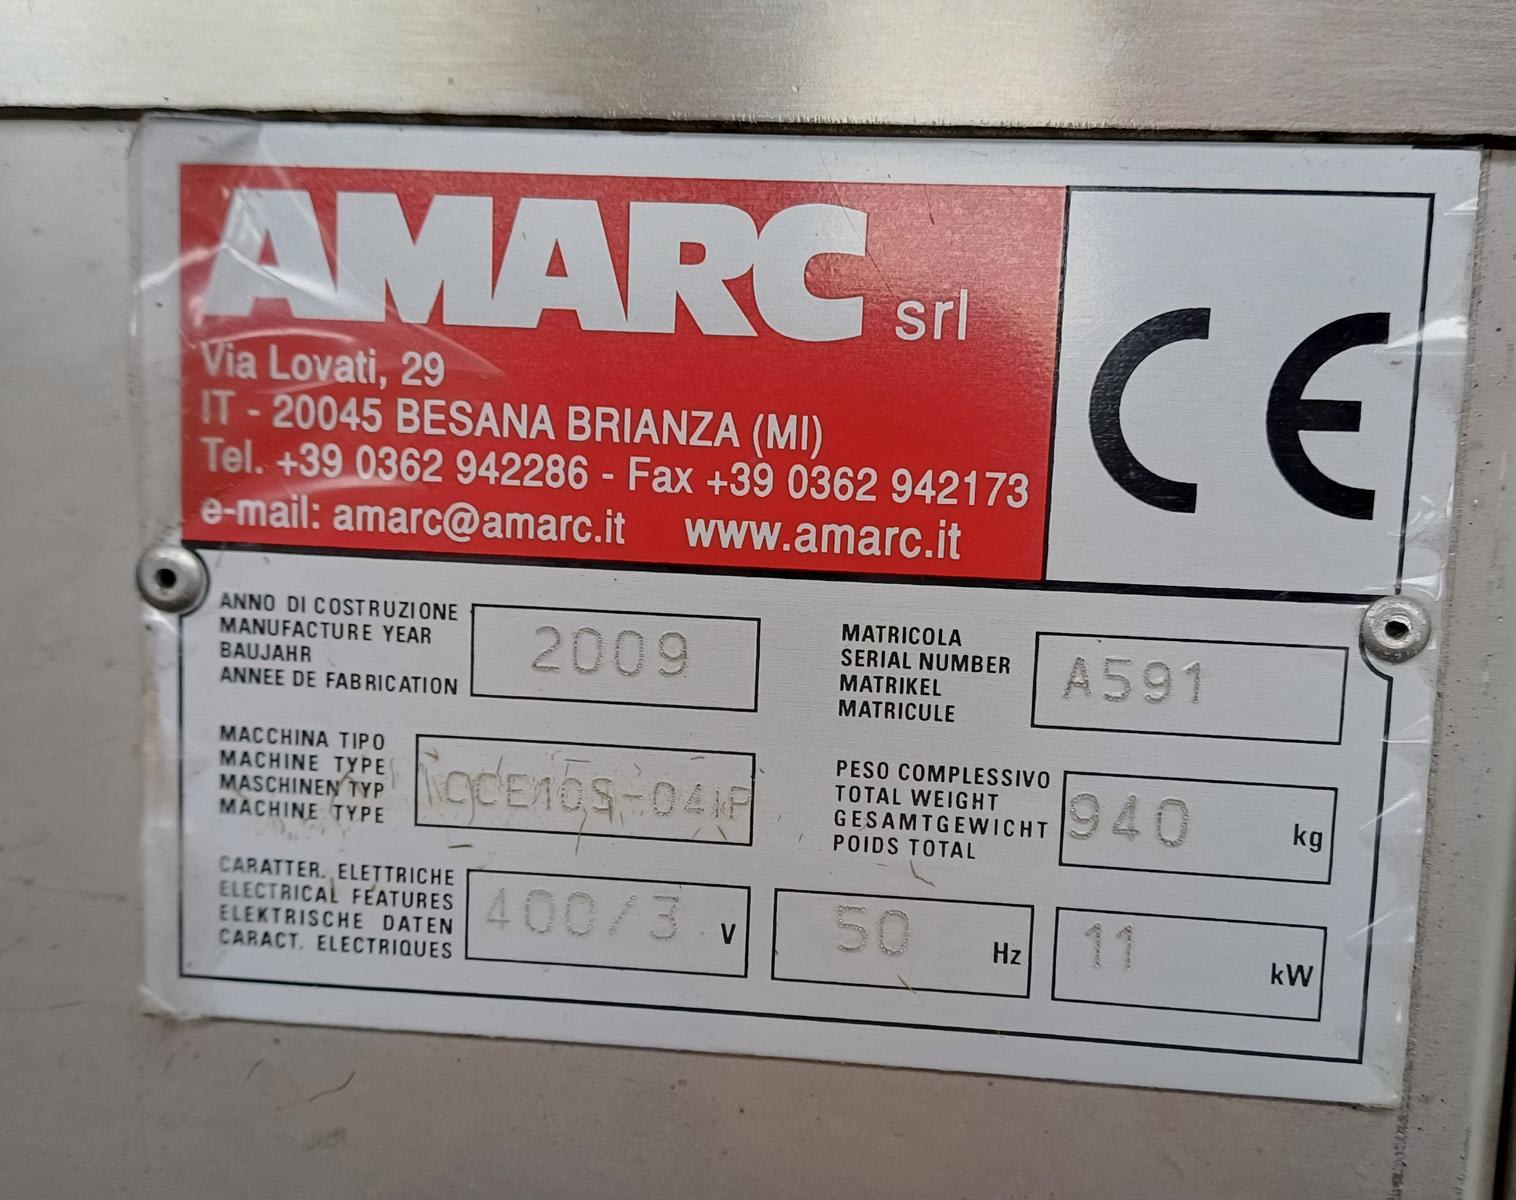 AMARC srl
Via Lovati, 29
IT - 20045 BESANA BRIANZA (MI)
Tel. +39 0362 942286 - Fax +39 0362 942173
e-mail: amarc@amarc.it www.amarc.it
CE
ANNO DI COSTRUZIONE
MANUFACTURE YEAR
BAUJAHR
ANNEE DE FABRICATION
2009
MATRICOLA
SERIAL NUMBER
MATRIKEL
MATRICULE
A591
MACCHINA TIPO
MACHINE TYPE
MASCHINEN TYP
MACHINE TYPE
PESO COMPLESSIVO
TOTAL WEIGHT
GESAMTGEWICHT
POIDS TOTAL
940 kg
CARATTER. ELETTRICHE
ELECTRICAL FEATURES
ELEKTRISCHE DATEN
CARACT. ELECTRIQUES
400/3 V
50 Hz
11 kW